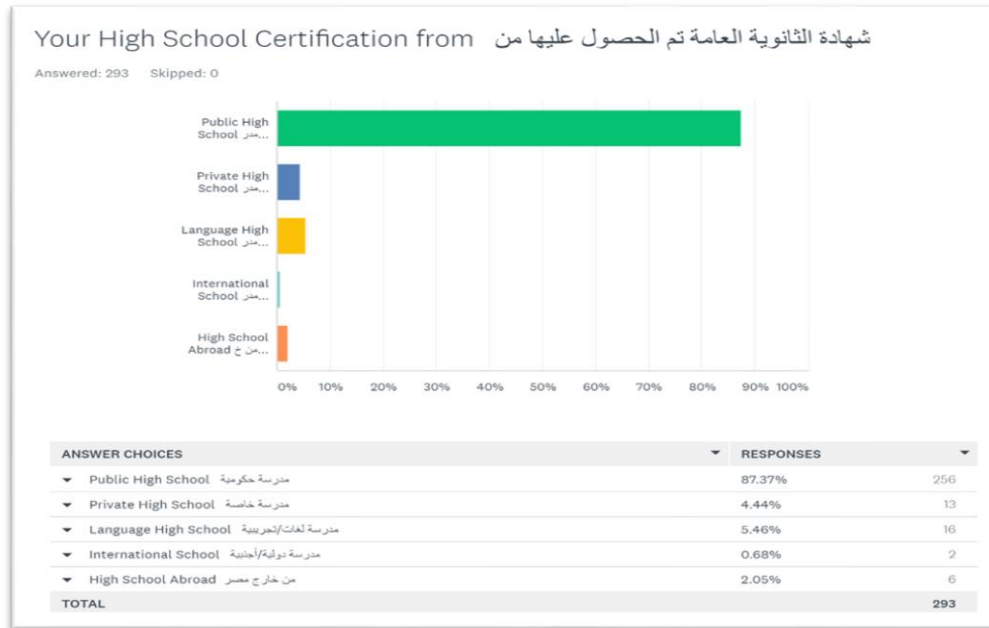 Your High School Certification from شهادة الثانوية العامة تم الحصول عليها من
Answered: 293 Skipped: 0
Public High
School مدر...
Private High
School مدر...
Language High
School مدر...
International
School مدر...
High School
Abroad من خ...
0% 10% 20% 30% 40% 50% 60% 70% 80% 90% 100%
ANSWER CHOICES RESPONSES
Public High School مدرسة حكومية 87.37% 256
Private High School مدرسة خاصة 4.44% 13
Language High School مدرسة لغات/تجريبية 5.46% 16
International School مدرسة دولية/أجنبية 0.68% 2
High School Abroad من خارج مصر 2.05% 6
TOTAL 293